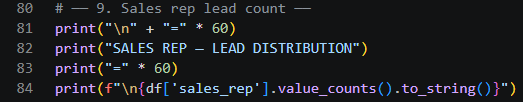 80 # —— 9. Sales rep lead count ——
81 print("\n" + "=" * 60)
82 print("SALES REP — LEAD DISTRIBUTION")
83 print("=" * 60)
84 print(f"\n{df['sales_rep'].value_counts().to_string()}")